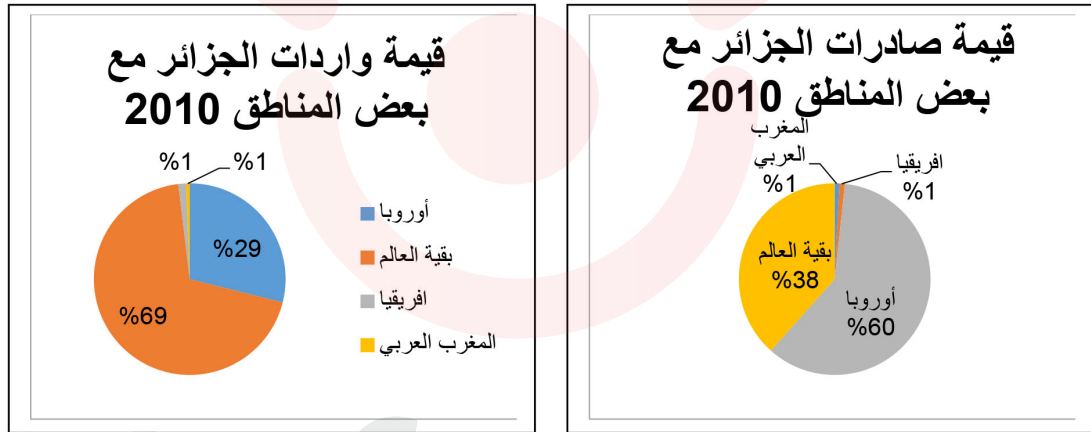 قيمة صادرات الجزائر مع
بعض المناطق 2010
المغرب
العربي
%1
افريقيا
%1
بقية العالم
%38
أوروبا
%60
قيمة واردات الجزائر مع
بعض المناطق 2010
%1
%1
%29
%69
أوروبا
بقية العالم
افريقيا
المغرب العربي